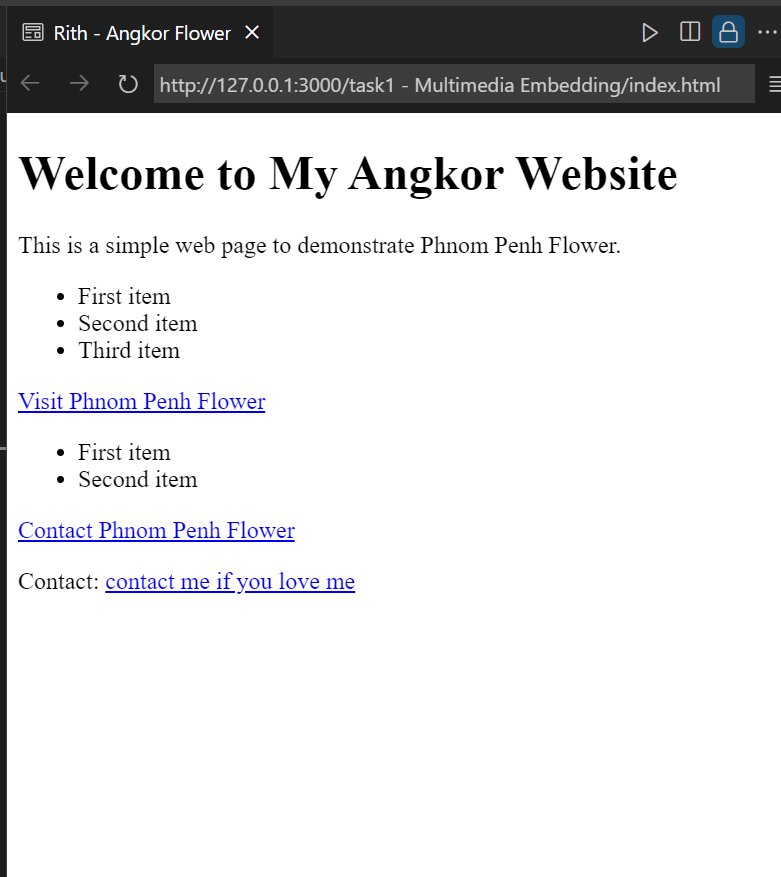 Rith - Angkor Flower
http://127.0.0.1:3000/task1 - Multimedia Embedding/index.html
Welcome to My Angkor Website
This is a simple web page to demonstrate Phnom Penh Flower.
• First item
• Second item
• Third item
Visit Phnom Penh Flower
• First item
• Second item
Contact Phnom Penh Flower
Contact: contact me if you love me